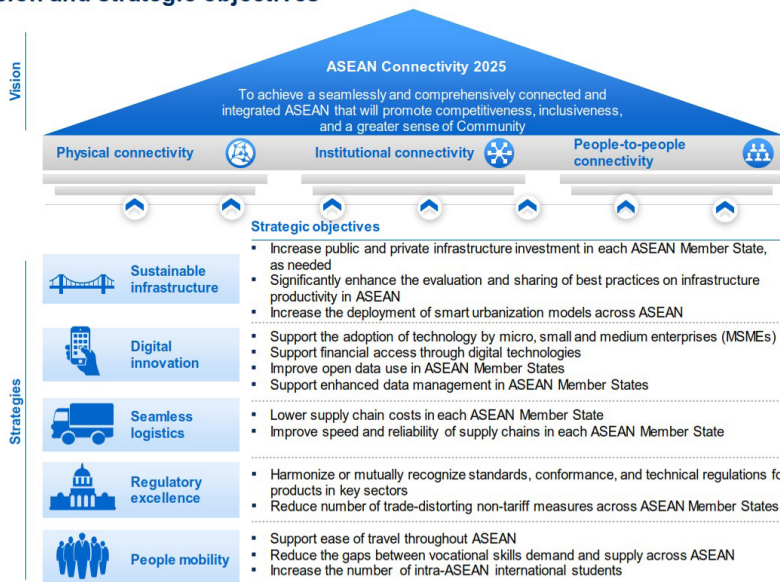 and strategic objectives
Vision
ASEAN Connectivity 2025
To achieve a seamlessly and comprehensively connected and
integrated ASEAN that will promote competitiveness, inclusiveness,
and a greater sense of Community
Physical connectivity
Institutional connectivity
People-to-people
connectivity
Strategic objectives
Strategies
Sustainable
infrastructure
▪ Increase public and private infrastructure investment in each ASEAN Member State,
as needed
▪ Significantly enhance the evaluation and sharing of best practices on infrastructure
productivity in ASEAN
▪ Increase the deployment of smart urbanization models across ASEAN
Digital
innovation
▪ Support the adoption of technology by micro, small and medium enterprises (MSMEs)
▪ Support financial access through digital technologies
▪ Improve open data use in ASEAN Member States
▪ Support enhanced data management in ASEAN Member States
Seamless
logistics
▪ Lower supply chain costs in each ASEAN Member State
▪ Improve speed and reliability of supply chains in each ASEAN Member State
Regulatory
excellence
▪ Harmonize or mutually recognize standards, conformance, and technical regulations
products in key sectors
▪ Reduce number of trade-distorting non-tariff measures across ASEAN Member States
People mobility
▪ Support ease of travel throughout ASEAN
▪ Reduce the gaps between vocational skills demand and supply across ASEAN
▪ Increase the number of intra-ASEAN international students